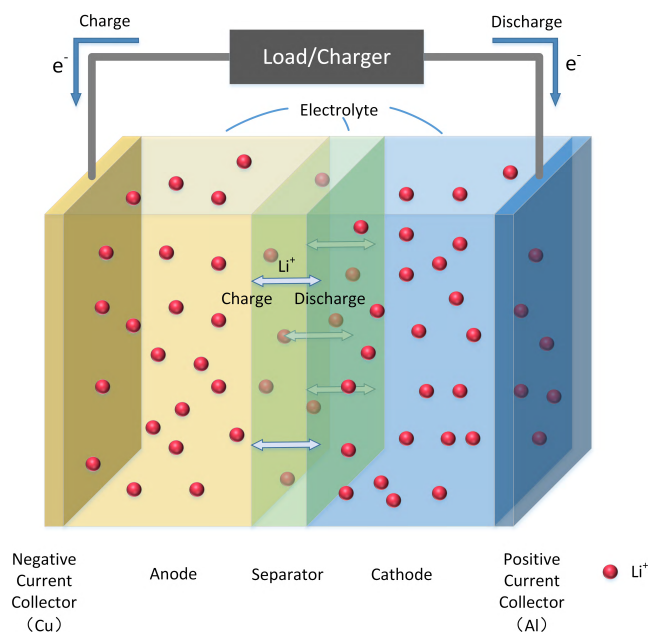 Charge
Discharge
e-
Load/Charger
e-
Electrolyte
Li+
Charge
Discharge
Negative
Current
Collector
（Cu）
Anode
Separator
Cathode
Positive
Current
Collector
（Al）
Li+